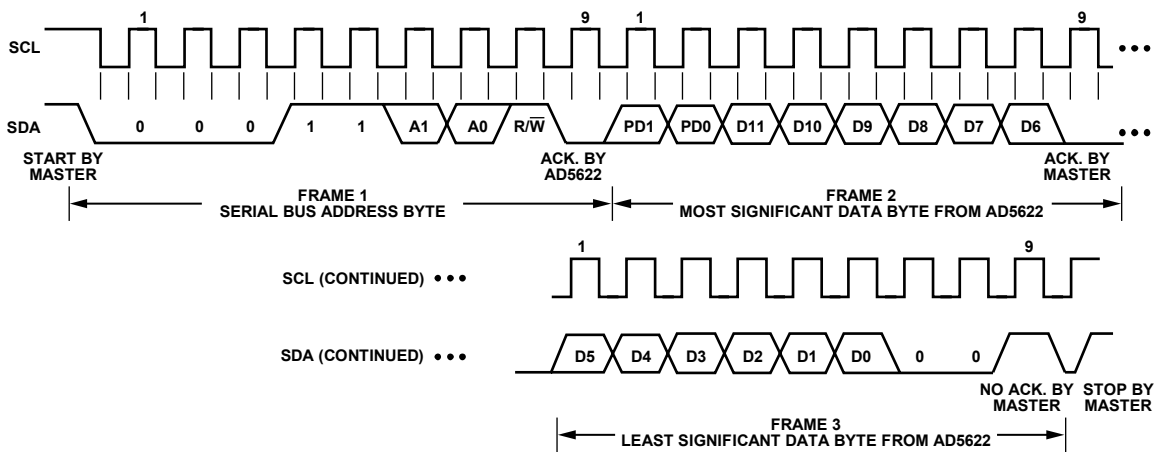 1 9 1 9
SCL
SDA 0 0 0 1 1 A1 A0 R/W̅ PD1 PD0 D11 D10 D9 D8 D7 D6
START BY
MASTER
ACK. BY
AD5622
ACK. BY
MASTER
FRAME 1
SERIAL BUS ADDRESS BYTE
FRAME 2
MOST SIGNIFICANT DATA BYTE FROM AD5622
1 9
SCL (CONTINUED)
SDA (CONTINUED) D5 D4 D3 D2 D1 D0 0 0
NO ACK. BY
MASTER
STOP BY
MASTER
FRAME 3
LEAST SIGNIFICANT DATA BYTE FROM AD5622